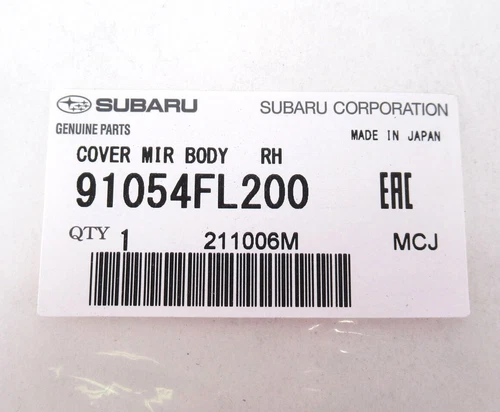 SUBARU SUBARU CORPORATION
GENUINE PARTS MADE IN JAPAN
COVER MIR BODY RH
91054FL200 EAC
QTY 1 211006M MCJ